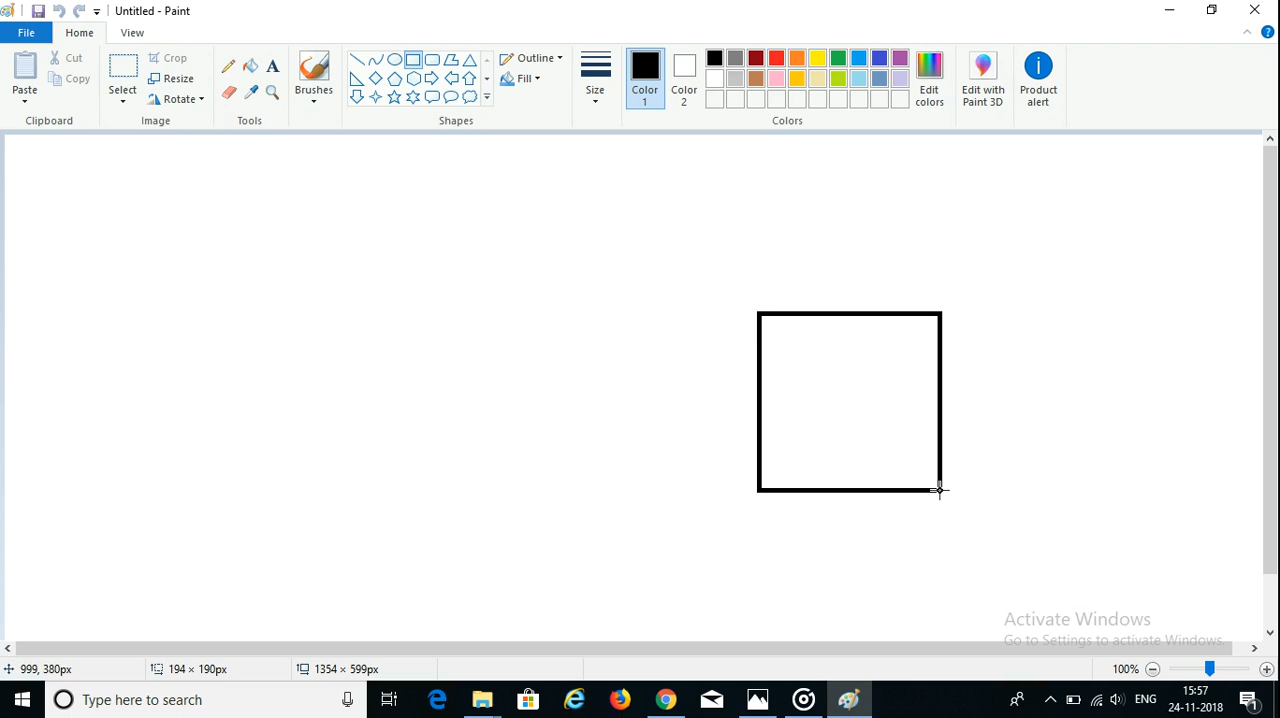 Untitled - Paint
File Home View
Paste
Cut
Copy
Clipboard
Select
Crop
Resize
Rotate
Image
A
Tools
Brushes
Shapes
Outline
Fill
Size
Color 1
Color 2
Edit colors
Colors
Edit with Paint 3D
Product alert
Activate Windows
Go to Settings to activate Windows.
999, 380px 194 × 190px 1354 × 599px 100%
Type here to search
ENG
15:57
24-11-2018
1